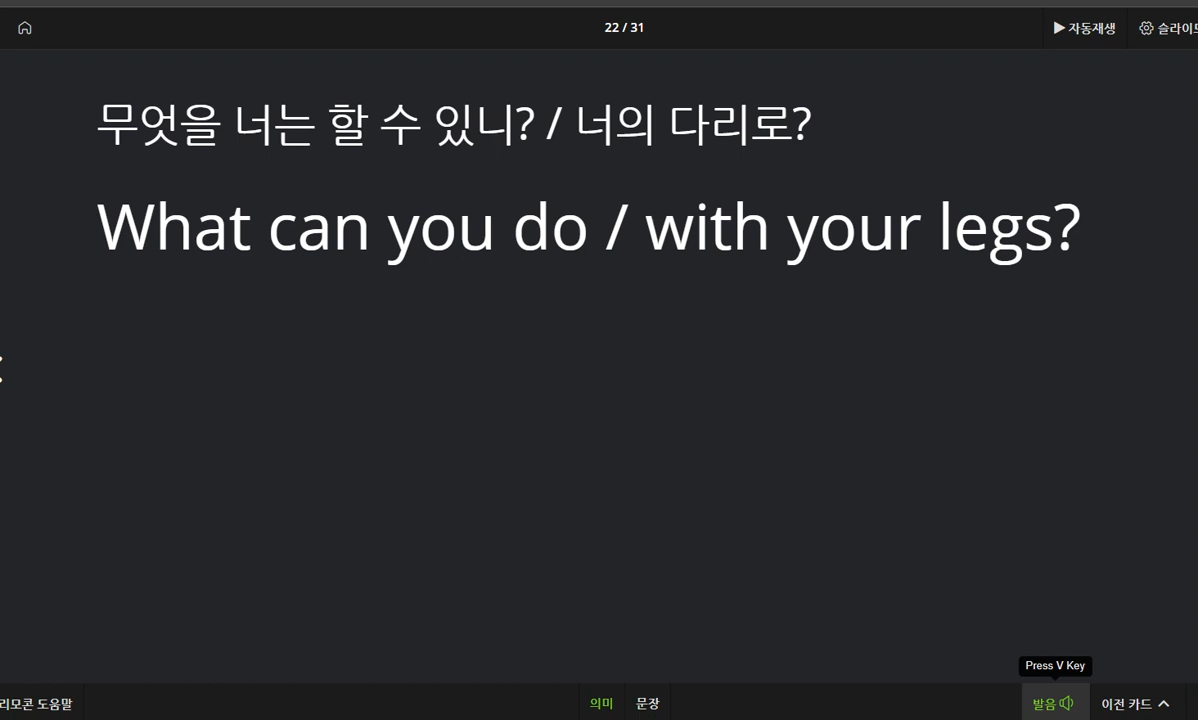 22 / 31
▶ 자동재생
무엇을 너는 할 수 있니? / 너의 다리로?
What can you do / with your legs?
Press V Key
리모콘 도움말
의미
문장
발음
이전 카드